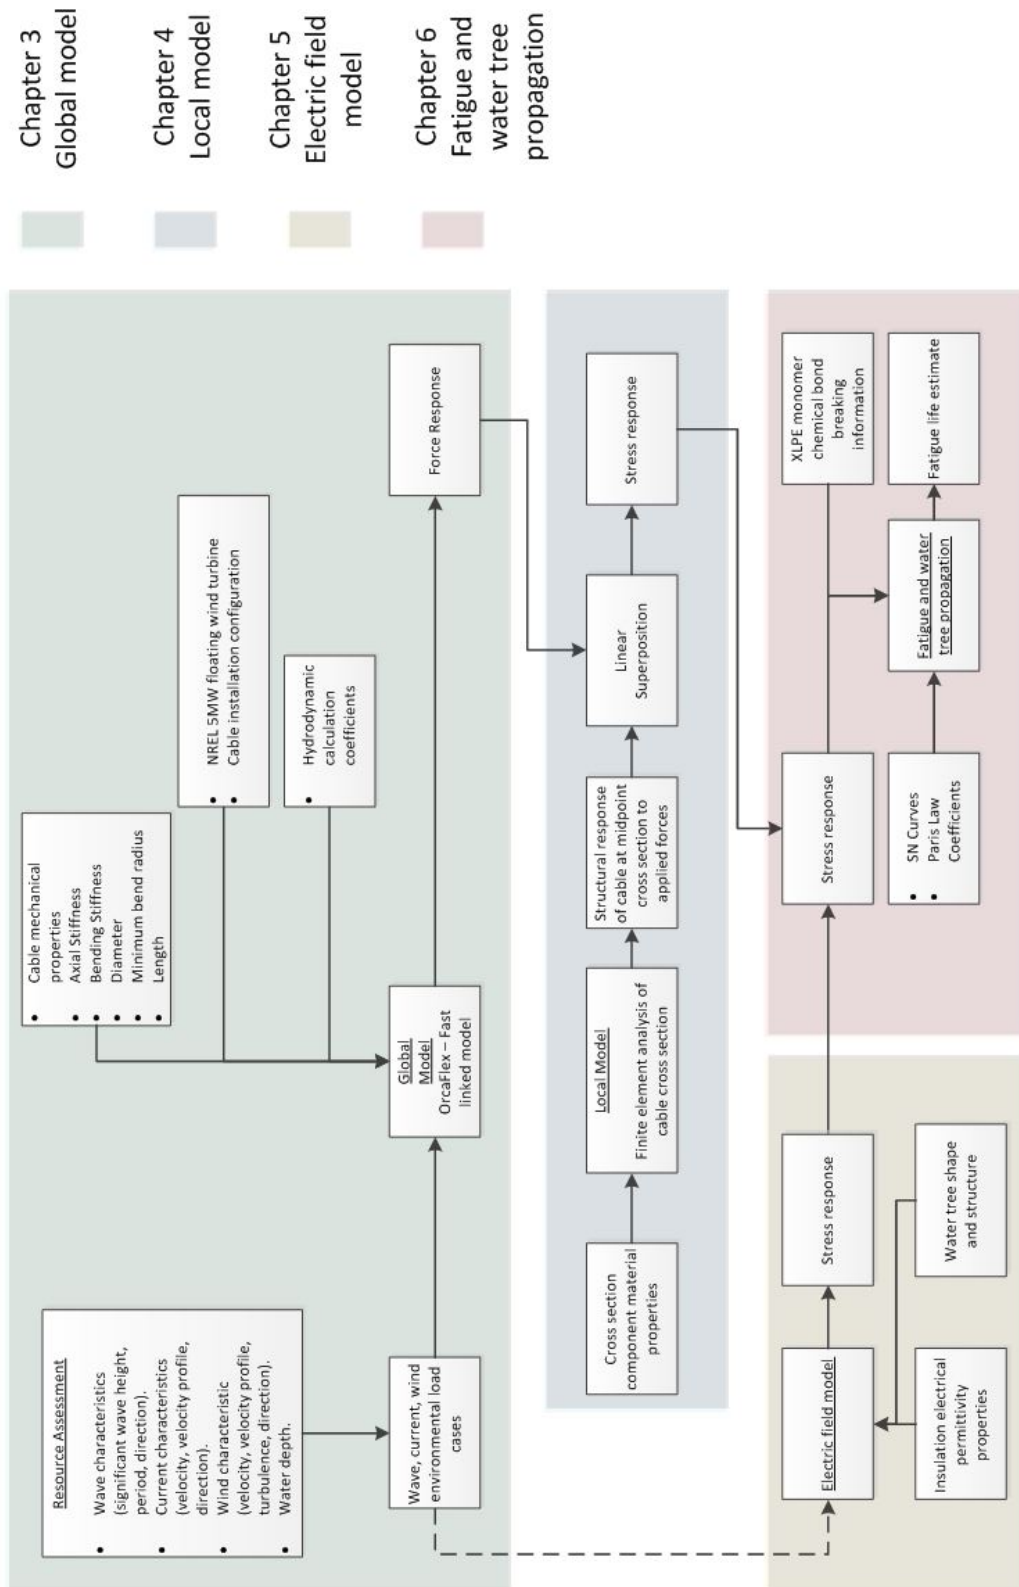 Resource Assessment
Wave characteristics
(significant wave height,
period, direction).
Current characteristics
(velocity, velocity profile,
direction).
Wind characteristic
(velocity, velocity profile,
turbulence, direction).
Water depth.
Wave, current, wind
environmental load
cases
Cable mechanical
properties
Axial Stiffness
Bending Stiffness
Diameter
Minimum bend radius
Length
NREL 5MW floating wind turbine
Cable installation configuration
Hydrodynamic
calculation
coefficients
Global
Model
OrcaFlex – Fast
linked model
Force Response
Cross section
component material
properties
Local Model
Finite element analysis of
cable cross section
Structural response
of cable at midpoint
cross section to
applied forces
Linear
Superposition
Stress response
Electric field model
Stress response
Insulation electrical
permittivity
properties
Water tree shape
and structure
Stress response
XLPE monomer
chemical bond
breaking
information
SN Curves
Paris Law
Coefficients
Fatigue and water
tree propagation
Fatigue life estimate
Chapter 3
Global model
Chapter 4
Local model
Chapter 5
Electric field
model
Chapter 6
Fatigue and
water tree
propagation